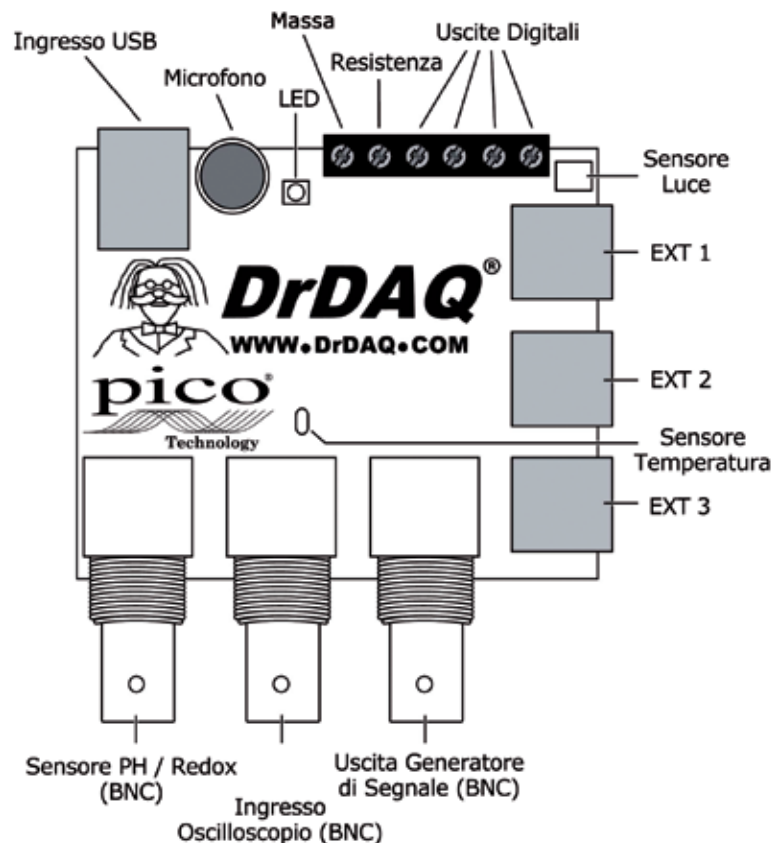 Massa
Uscite Digitali
Ingresso USB
Resistenza
Microfono
LED
Sensore
Luce
EXT 1
DrDAQ®
WWW•DrDAQ•COM
EXT 2
pico®
Technology
Sensore
Temperatura
EXT 3
Sensore PH / Redox
(BNC)
Ingresso
Oscilloscopio (BNC)
Uscita Generatore
di Segnale (BNC)